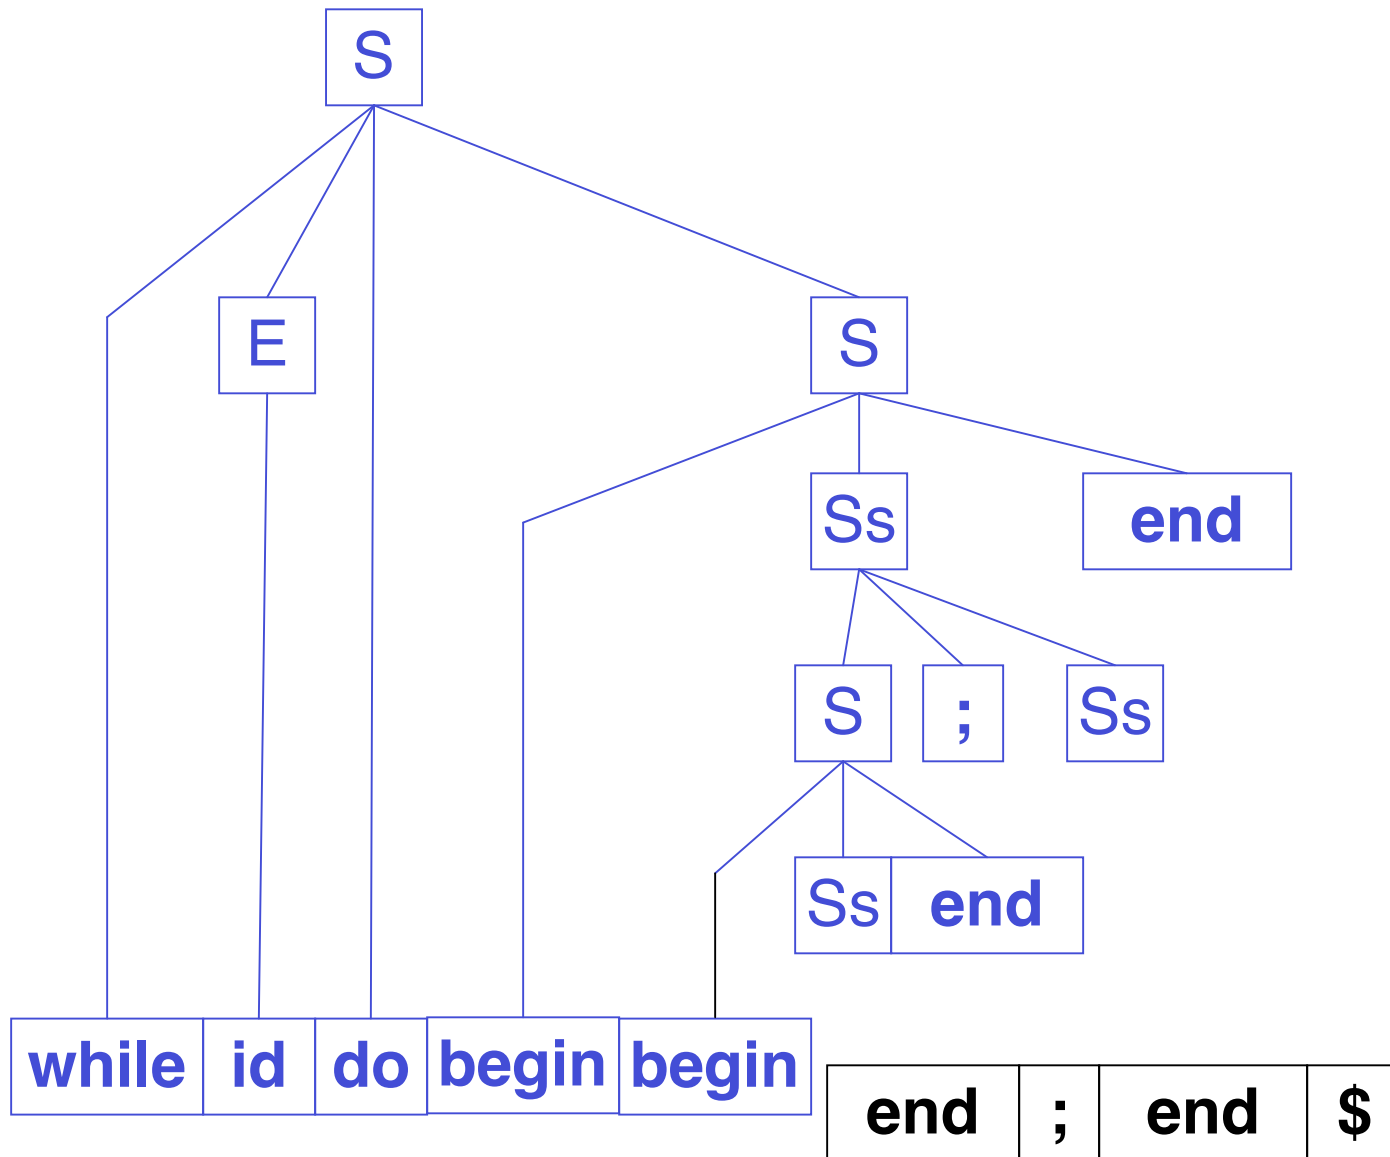 S
E S
Ss end
S ; Ss
Ss end
while id do begin begin
end ; end $